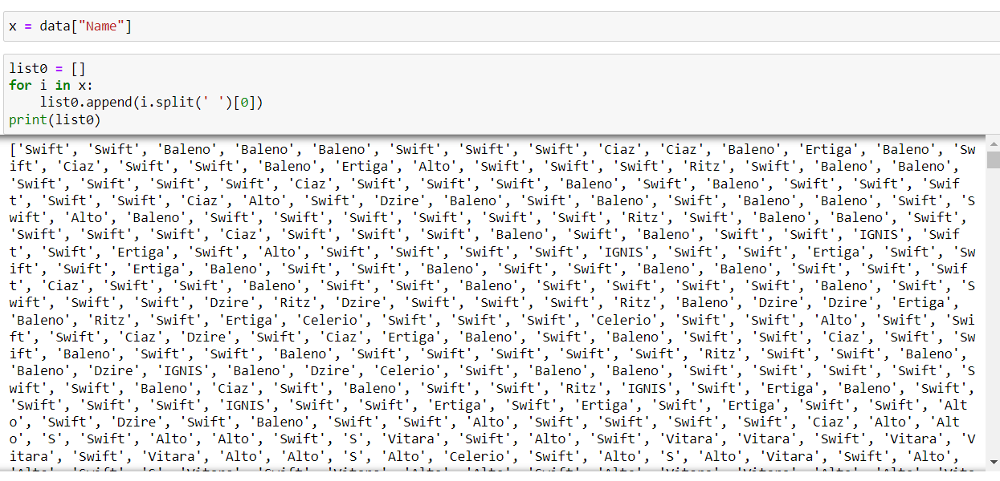 x = data["Name"]
list0 = []
for i in x:
    list0.append(i.split(' ')[0])
print(list0)
['Swift', 'Swift', 'Baleno', 'Baleno', 'Baleno', 'Swift', 'Swift', 'Swift', 'Ciaz', 'Ciaz', 'Baleno', 'Ertiga', 'Baleno', 'Sw
ift', 'Ciaz', 'Swift', 'Swift', 'Baleno', 'Ertiga', 'Alto', 'Swift', 'Swift', 'Swift', 'Ritz', 'Swift', 'Baleno', 'Baleno',
'Swift', 'Swift', 'Swift', 'Swift', 'Ciaz', 'Swift', 'Swift', 'Swift', 'Baleno', 'Swift', 'Baleno', 'Swift', 'Swift', 'Swif
t', 'Swift', 'Swift', 'Ciaz', 'Alto', 'Swift', 'Dzire', 'Baleno', 'Swift', 'Baleno', 'Swift', 'Baleno', 'Baleno', 'Swift', 'S
wift', 'Alto', 'Baleno', 'Swift', 'Swift', 'Swift', 'Swift', 'Swift', 'Swift', 'Ritz', 'Swift', 'Baleno', 'Baleno', 'Swift',
'Swift', 'Swift', 'Swift', 'Ciaz', 'Swift', 'Swift', 'Swift', 'Baleno', 'Swift', 'Baleno', 'Swift', 'Swift', 'IGNIS', 'Swif
t', 'Swift', 'Ertiga', 'Swift', 'Alto', 'Swift', 'Swift', 'Swift', 'Swift', 'IGNIS', 'Swift', 'Swift', 'Ertiga', 'Swift', 'Sw
ift', 'Swift', 'Ertiga', 'Baleno', 'Swift', 'Swift', 'Baleno', 'Swift', 'Swift', 'Baleno', 'Baleno', 'Swift', 'Swift', 'Swif
t', 'Ciaz', 'Swift', 'Swift', 'Baleno', 'Swift', 'Swift', 'Baleno', 'Swift', 'Swift', 'Swift', 'Swift', 'Baleno', 'Swift', 'S
wift', 'Swift', 'Swift', 'Dzire', 'Ritz', 'Dzire', 'Swift', 'Swift', 'Swift', 'Ritz', 'Baleno', 'Dzire', 'Dzire', 'Ertiga',
'Baleno', 'Ritz', 'Swift', 'Ertiga', 'Celerio', 'Swift', 'Swift', 'Swift', 'Celerio', 'Swift', 'Swift', 'Alto', 'Swift', 'Swi
ft', 'Swift', 'Ciaz', 'Dzire', 'Swift', 'Ciaz', 'Ertiga', 'Baleno', 'Swift', 'Baleno', 'Swift', 'Swift', 'Ciaz', 'Swift', 'Sw
ift', 'Baleno', 'Swift', 'Swift', 'Baleno', 'Swift', 'Swift', 'Swift', 'Swift', 'Swift', 'Ritz', 'Swift', 'Swift', 'Baleno',
'Baleno', 'Dzire', 'IGNIS', 'Baleno', 'Dzire', 'Celerio', 'Swift', 'Baleno', 'Baleno', 'Swift', 'Swift', 'Swift', 'Swift', 'S
wift', 'Swift', 'Baleno', 'Ciaz', 'Swift', 'Baleno', 'Swift', 'Swift', 'Ritz', 'IGNIS', 'Swift', 'Ertiga', 'Baleno', 'Swift',
'Swift', 'Swift', 'Swift', 'IGNIS', 'Swift', 'Swift', 'Ertiga', 'Swift', 'Ertiga', 'Swift', 'Ertiga', 'Swift', 'Swift', 'Alt
o', 'Swift', 'Dzire', 'Swift', 'Baleno', 'Swift', 'Swift', 'Alto', 'Swift', 'Swift', 'Swift', 'Swift', 'Ciaz', 'Alto', 'Alt
o', 'S', 'Swift', 'Alto', 'Alto', 'Swift', 'S', 'Vitara', 'Swift', 'Alto', 'Swift', 'Vitara', 'Vitara', 'Swift', 'Vitara', 'V
itara', 'Swift', 'Vitara', 'Alto', 'Alto', 'S', 'Alto', 'Celerio', 'Swift', 'Alto', 'S', 'Alto', 'Vitara', 'Swift', 'Alto',